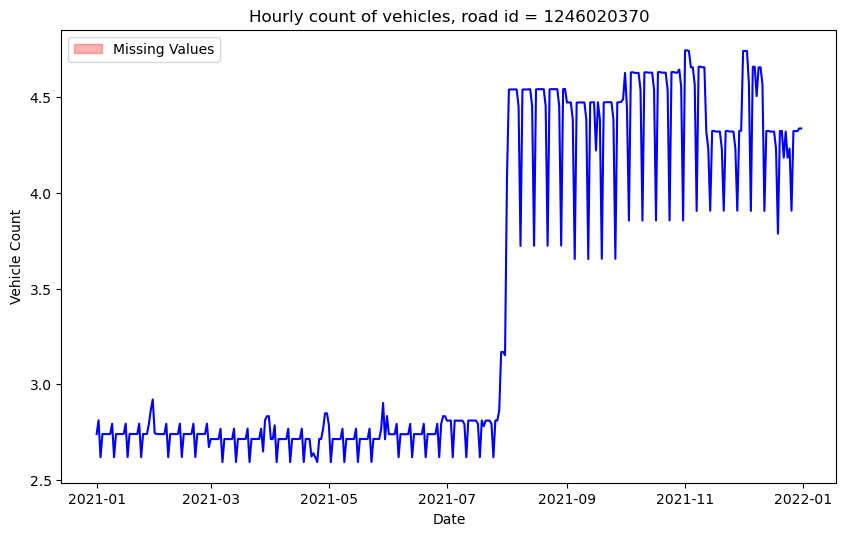 Hourly count of vehicles, road id = 1246020370
Missing Values
Vehicle Count
4.5
4.0
3.5
3.0
2.5
2021-01 2021-03 2021-05 2021-07 2021-09 2021-11 2022-01
Date